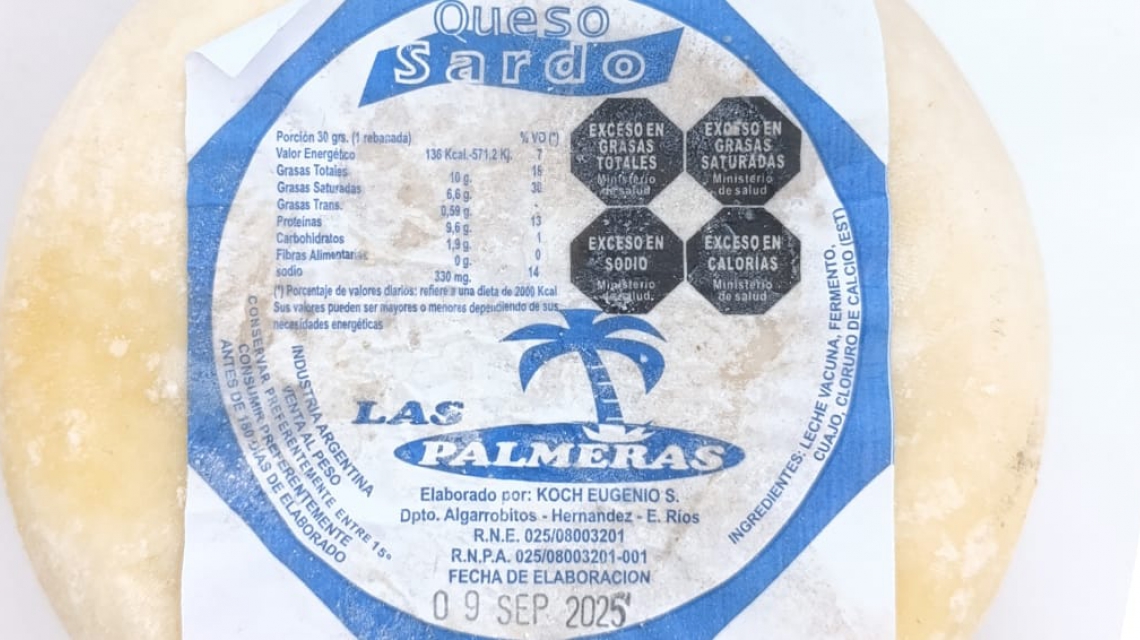 Queso
Sardo
Porción 30 grs. (1 rebanada) % VD (*)
Valor Energético 136 Kcal.-571,2 Kj. 7
Grasas Totales 10 g. 18
Grasas Saturadas 6,6 g. 30
Grasas Trans. 0,59 g. -
Proteínas 9,6 g. 13
Carbohidratos 1,9 g. 1
Fibras Alimentarias 0 g. 0
sodio 330 mg. 14
(*) Porcentaje de valores diarios: refiere a una dieta de 2000 Kcal
Sus valores pueden ser mayores o menores dependiendo de sus
necesidades energéticas
EXCESO EN
GRASAS
TOTALES
Ministerio
de salud
EXCESO EN
GRASAS
SATURADAS
Ministerio
de salud
EXCESO EN
SODIO
Ministerio
de salud.
EXCESO EN
CALORÍAS
Ministerio
de salud
INDUSTRIA ARGENTINA
VENTA AL PESO
CONSERVAR PREFERENTEMENTE ENTRE 15º
CONSUMIR PRETERENTEMENTE
ANTES DE 180 DIAS DE ELABORADO
LAS
PALMERAS
INGREDIENTES: LECHE VACUNA, FERMENTO,
CUAJO, CLORURO DE CALCIO (EST)
Elaborado por: KOCH EUGENIO S.
Dpto. Algarrobitos - Hernandez - E. Ríos
R.N.E. 025/08003201
R.N.P.A. 025/08003201-001
FECHA DE ELABORACION
09 SEP 2025